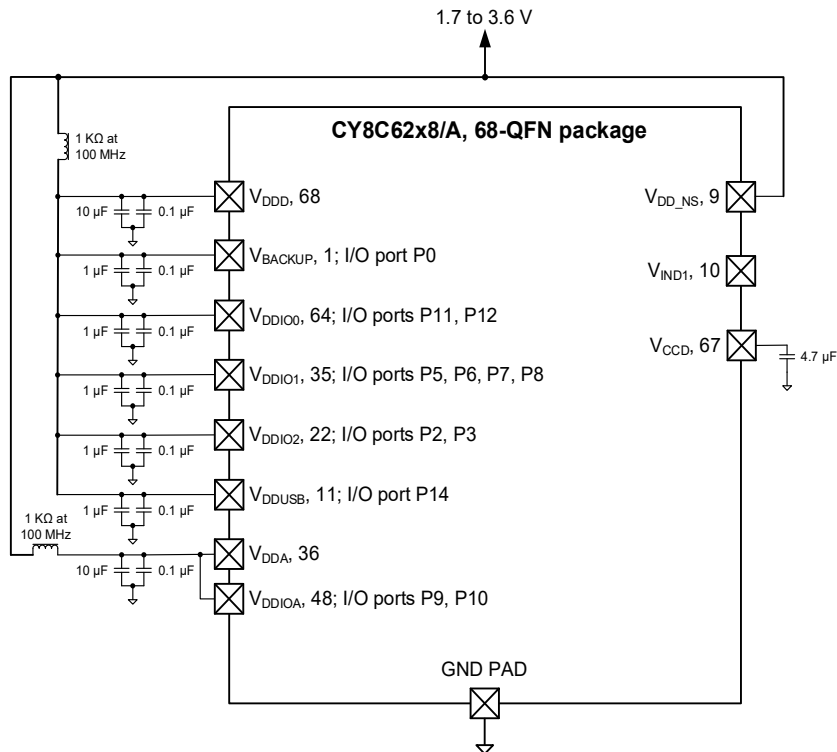 1.7 to 3.6 V
CY8C62x8/A, 68-QFN package
1 KΩ at
100 MHz
10 µF
0.1 µF
VDDD, 68
VDD_NS, 9
1 µF
0.1 µF
VBACKUP, 1; I/O port P0
VIND1, 10
1 µF
0.1 µF
VDDIO0, 64; I/O ports P11, P12
VCCD, 67
4.7 µF
1 µF
0.1 µF
VDDIO1, 35; I/O ports P5, P6, P7, P8
1 µF
0.1 µF
VDDIO2, 22; I/O ports P2, P3
1 µF
0.1 µF
VDDUSB, 11; I/O port P14
1 KΩ at
100 MHz
10 µF
0.1 µF
VDDA, 36
VDDIOA, 48; I/O ports P9, P10
GND PAD